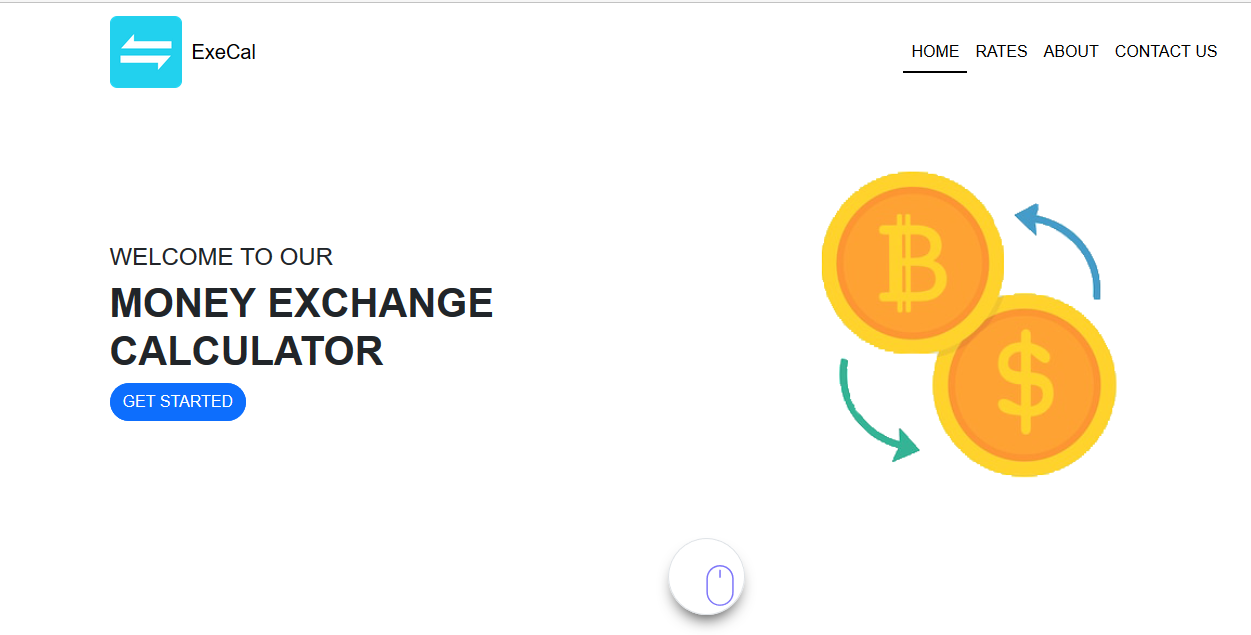 ExeCal
HOME RATES ABOUT CONTACT US
WELCOME TO OUR
MONEY EXCHANGE
CALCULATOR
GET STARTED